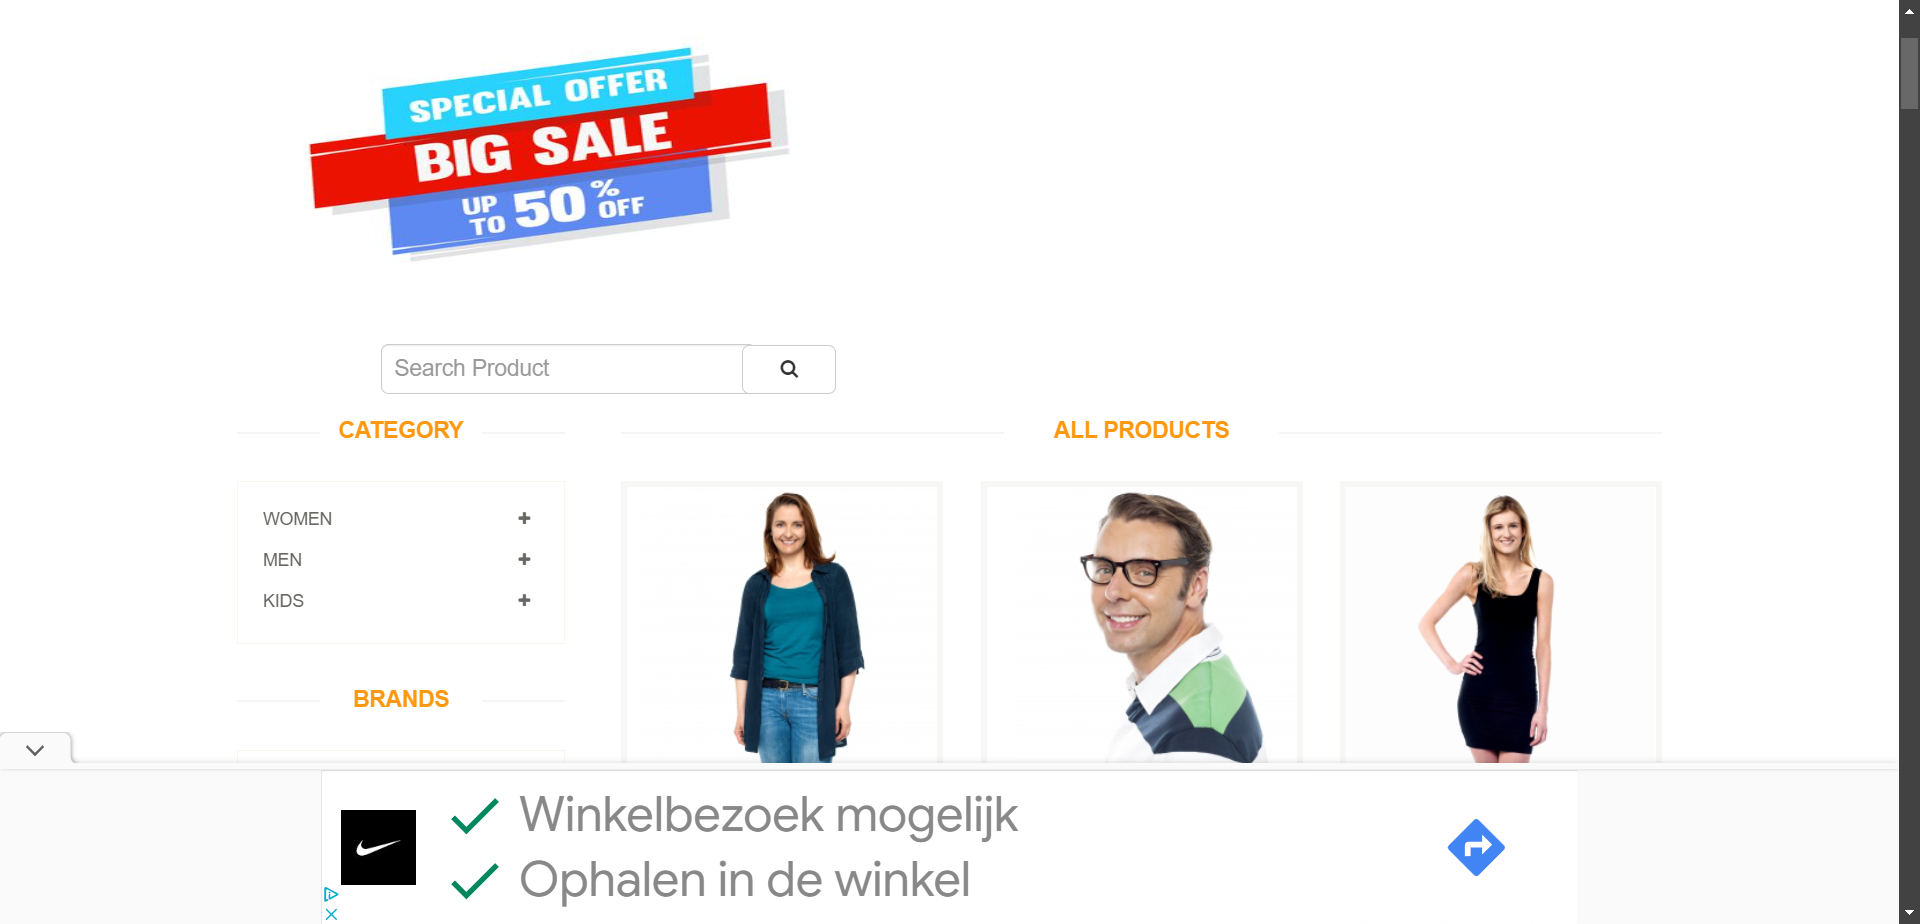 SPECIAL OFFER
BIG SALE
UP TO 50% OFF
Search Product
CATEGORY
ALL PRODUCTS
WOMEN
MEN
KIDS
BRANDS
Winkelbezoek mogelijk
Ophalen in de winkel